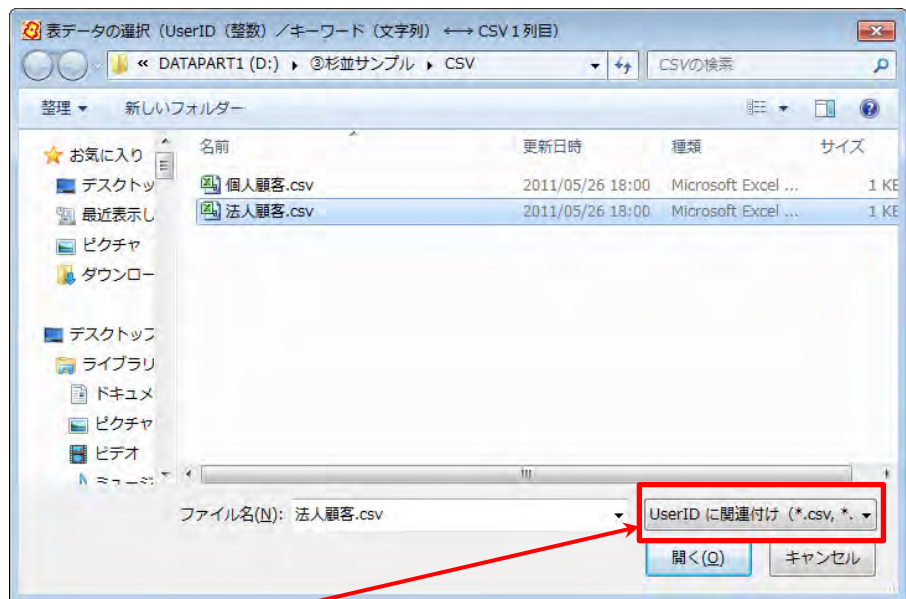 表データの選択（UserID（整数）／キーワード（文字列） ←→ CSV１列目）
« DATAPART1 (D:) ▸ ③杉並サンプル ▸ CSV
CSVの検索
整理 ▼ 新しいフォルダー
名前 更新日時 種類 サイズ
個人顧客.csv 2011/05/26 18:00 Microsoft Excel ... 1 KE
法人顧客.csv 2011/05/26 18:00 Microsoft Excel ... 1 KE
お気に入り
デスクトッ
最近表示し
ピクチャ
ダウンロー
デスクトップ
ライブラリ
ドキュメ
ピクチャ
ビデオ
ファイル名(N): 法人顧客.csv
UserID に関連付け（*.csv, *.
開く(O) キャンセル